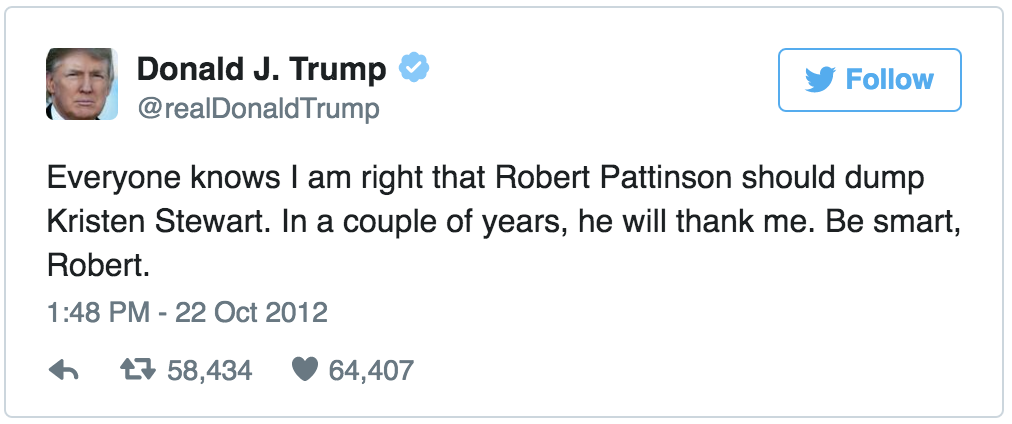 Donald J. Trump
Follow
@realDonaldTrump
Everyone knows I am right that Robert Pattinson should dump
Kristen Stewart. In a couple of years, he will thank me. Be smart,
Robert.
1:48 PM - 22 Oct 2012
58,434 64,407